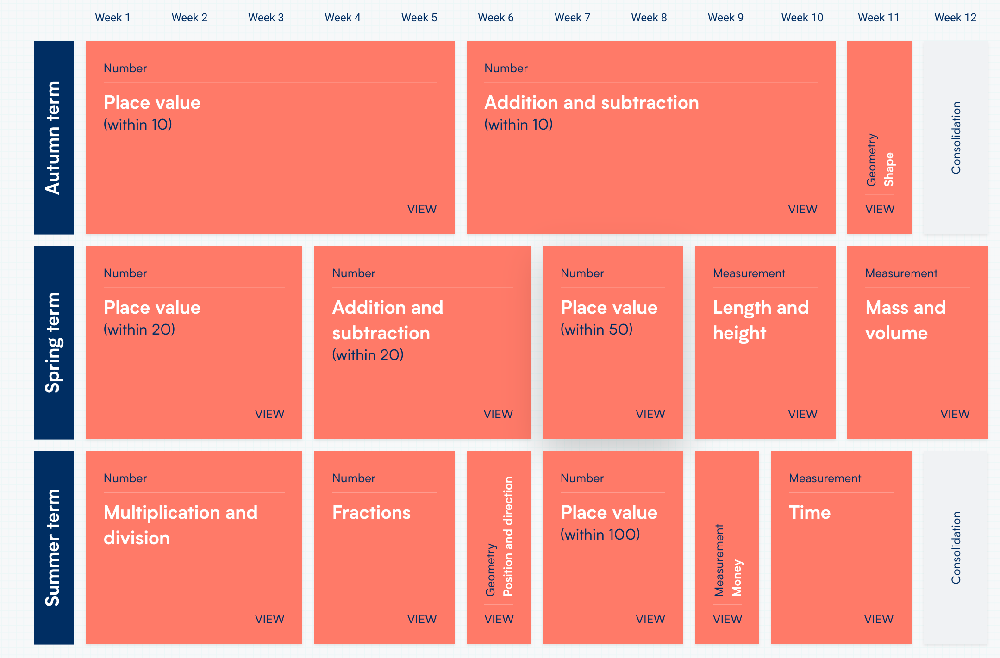 Week 1
Week 2
Week 3
Week 4
Week 5
Week 6
Week 7
Week 8
Week 9
Week 10
Week 11
Week 12
Autumn term
Number
Place value
(within 10)
VIEW
Number
Addition and subtraction
(within 10)
VIEW
Geometry
Shape
VIEW
Consolidation
Spring term
Number
Place value
(within 20)
VIEW
Number
Addition and
subtraction
(within 20)
VIEW
Number
Place value
(within 50)
VIEW
Measurement
Length and
height
VIEW
Measurement
Mass and
volume
VIEW
Summer term
Number
Multiplication and
division
VIEW
Number
Fractions
VIEW
Geometry
Position and direction
VIEW
Number
Place value
(within 100)
VIEW
Measurement
Money
VIEW
Measurement
Time
VIEW
Consolidation